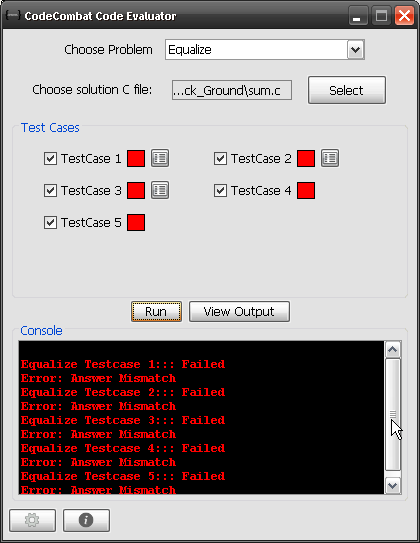 CodeCombat Code Evaluator
Choose Problem Equalize
Choose solution C file: ...ck_Ground\sum.c Select
Test Cases
TestCase 1 TestCase 2
TestCase 3 TestCase 4
TestCase 5
Run View Output
Console
Equalize Testcase 1::: Failed
Error: Answer Mismatch
Equalize Testcase 2::: Failed
Error: Answer Mismatch
Equalize Testcase 3::: Failed
Error: Answer Mismatch
Equalize Testcase 4::: Failed
Error: Answer Mismatch
Equalize Testcase 5::: Failed
Error: Answer Mismatch